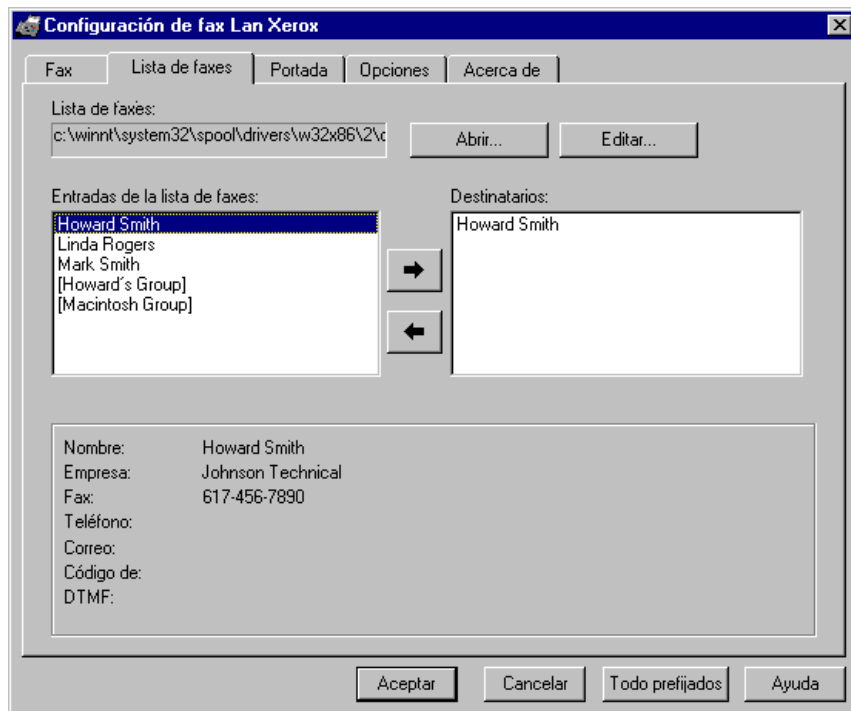 Configuración de fax Lan Xerox
Fax Lista de faxes Portada Opciones Acerca de
Lista de faxies:
c:\winnt\system32\spool\drivers\w32x86\2\c Abrir... Editar...
Entradas de la lista de faxes: Destinatarios:
Howard Smith Howard Smith
Linda Rogers
Mark Smith
[Howard´s Group]
[Macintosh Group]
Nombre: Howard Smith
Empresa: Johnson Technical
Fax: 617-456-7890
Teléfono:
Correo:
Código de:
DTMF:
Aceptar Cancelar Todo prefijados Ayuda